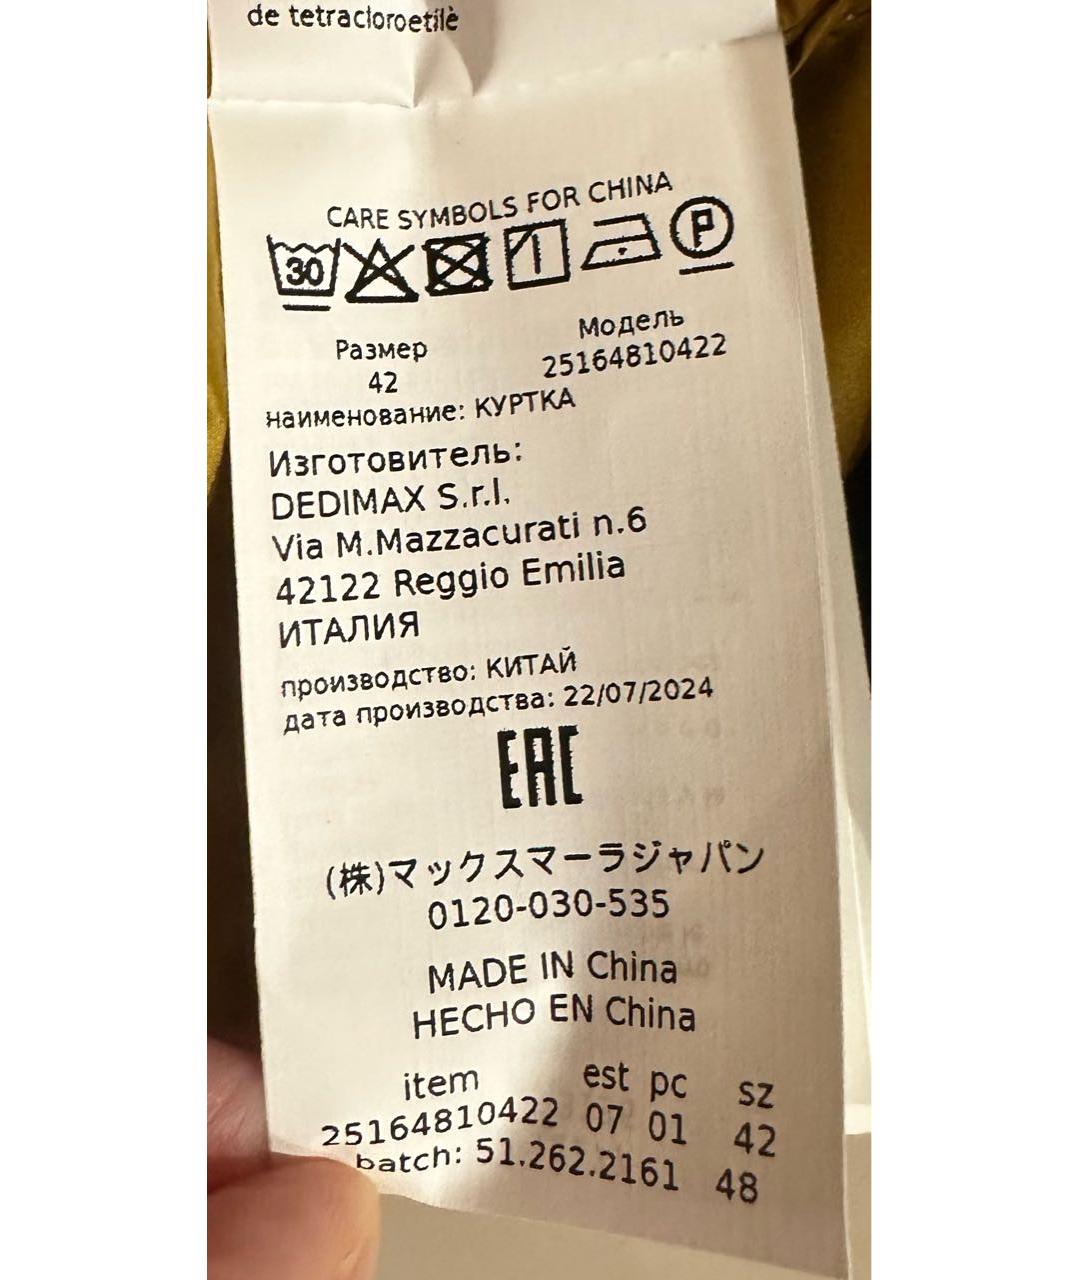 de tetracloroetilè
CARE SYMBOLS FOR CHINA
30 P
Размер Модель
42 25164810422
наименование: КУРТКА
Изготовитель:
DEDIMAX S.r.l.
Via M.Mazzacurati n.6
42122 Reggio Emilia
ИТАЛИЯ
производство: КИТАЙ
дата производства: 22/07/2024
EAC
(株)マックスマーラジャパン
0120-030-535
MADE IN China
HECHO EN China
item est pc sz
25164810422 07 01 42
batch: 51.262.2161 48